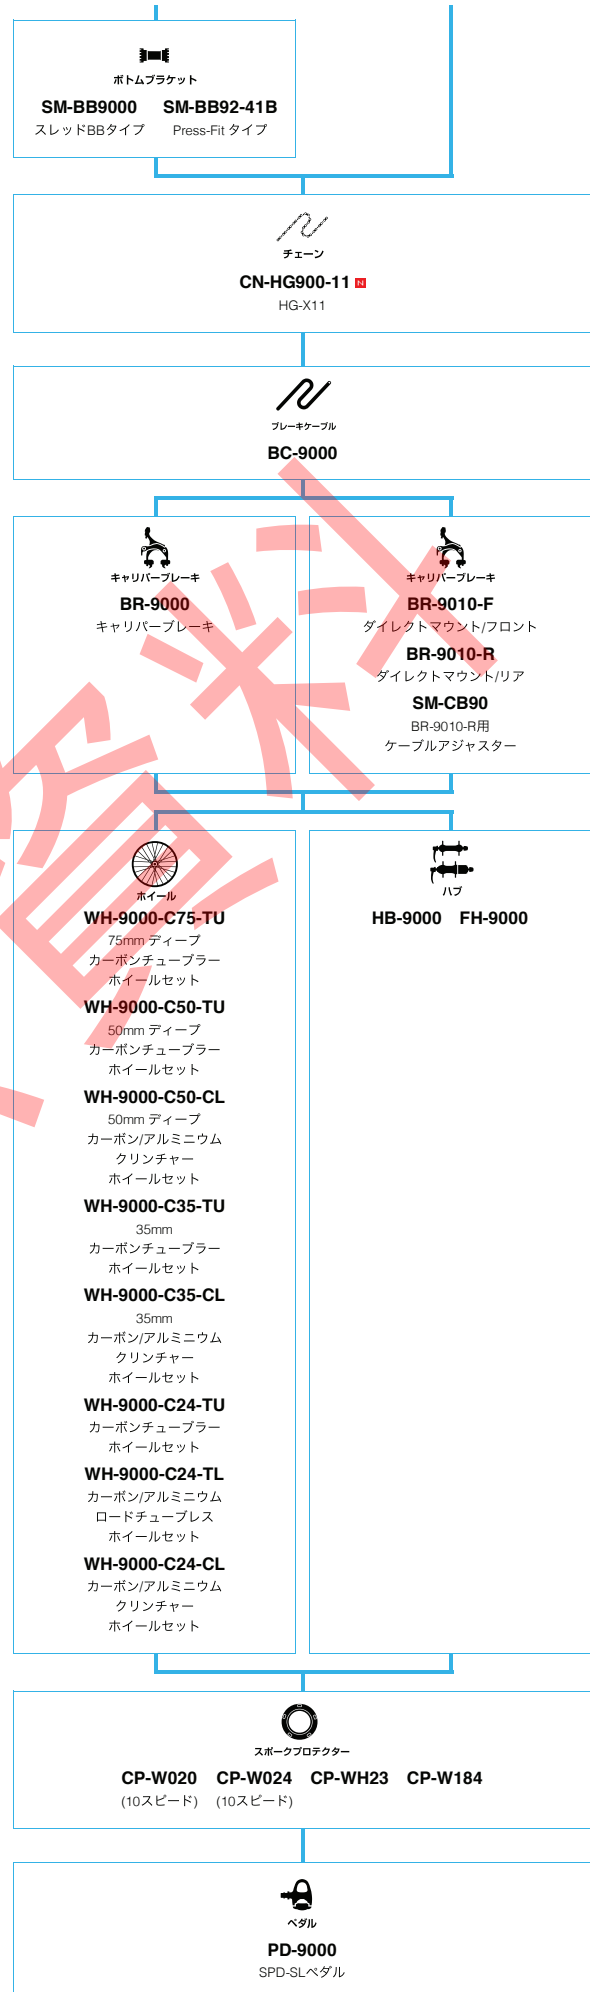 ボトムブラケット
SM-BB9000 SM-BB92-41B
スレッドBBタイプ Press-Fit タイプ
チェーン
CN-HG900-11 N
HG-X11
ブレーキケーブル
BC-9000
キャリパーブレーキ
BR-9000
キャリパーブレーキ
キャリパーブレーキ
BR-9010-F
ダイレクトマウント/フロント
BR-9010-R
ダイレクトマウント/リア
SM-CB90
BR-9010-R用
ケーブルアジャスター
ホイール
WH-9000-C75-TU
75mm ディープ
カーボンチューブラー
ホイールセット
WH-9000-C50-TU
50mm ディープ
カーボンチューブラー
ホイールセット
WH-9000-C50-CL
50mm ディープ
カーボン/アルミニウム
クリンチャー
ホイールセット
WH-9000-C35-TU
35mm
カーボンチューブラー
ホイールセット
WH-9000-C35-CL
35mm
カーボン/アルミニウム
クリンチャー
ホイールセット
WH-9000-C24-TU
カーボンチューブラー
ホイールセット
WH-9000-C24-TL
カーボン/アルミニウム
ロードチューブレス
ホイールセット
WH-9000-C24-CL
カーボン/アルミニウム
クリンチャー
ホイールセット
ハブ
HB-9000 FH-9000
スポークプロテクター
CP-W020 CP-W024 CP-WH23 CP-W184
(10スピード) (10スピード)
ペダル
PD-9000
SPD-SLペダル
資料